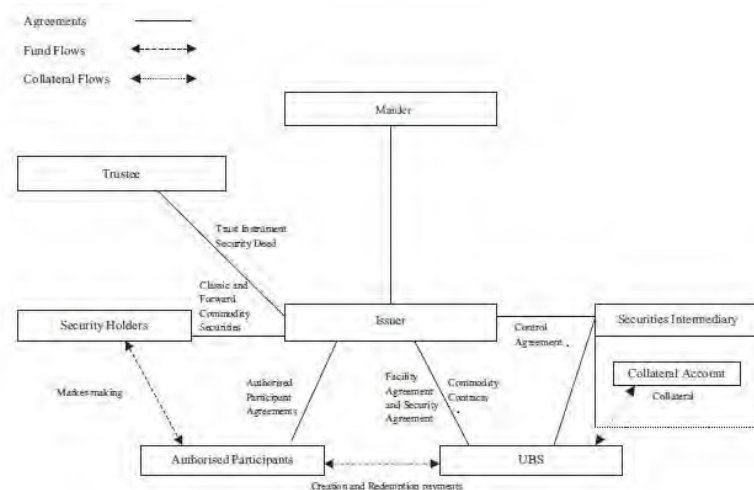 Agreements
Fund Flows
Collateral Flows
Manler
Trustee
Trust Instrument
Security Deed
Classic and
Forward
Commodity
Securities
Security Holders
Issuer
Control
Agreement
Securities Intermediary
Collateral Account
Collateral
Market-making
Authorised
Participant
Agreements
Facility
Agreement
and Security
Agreement
Commodity
Contracts
Authorised Participants
UBS
Creation and Redemption payments